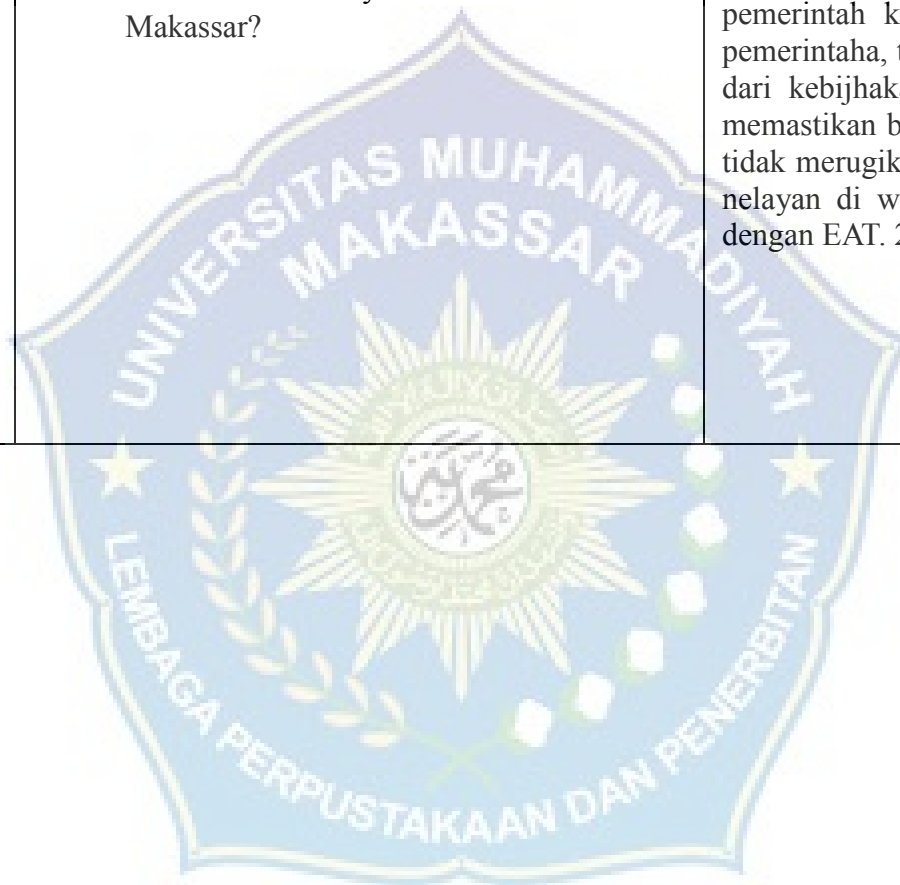 Makassar?
pemerintah k
pemerintaha, t
dari kebijhaka
memastikan b
tidak merugik
nelayan di w
dengan EAT. 2
UNIVERSITAS MUHAMMADIYAH
MAKASSAR
LEMBAGA PERPUSTAKAAN DAN PENERBITAN